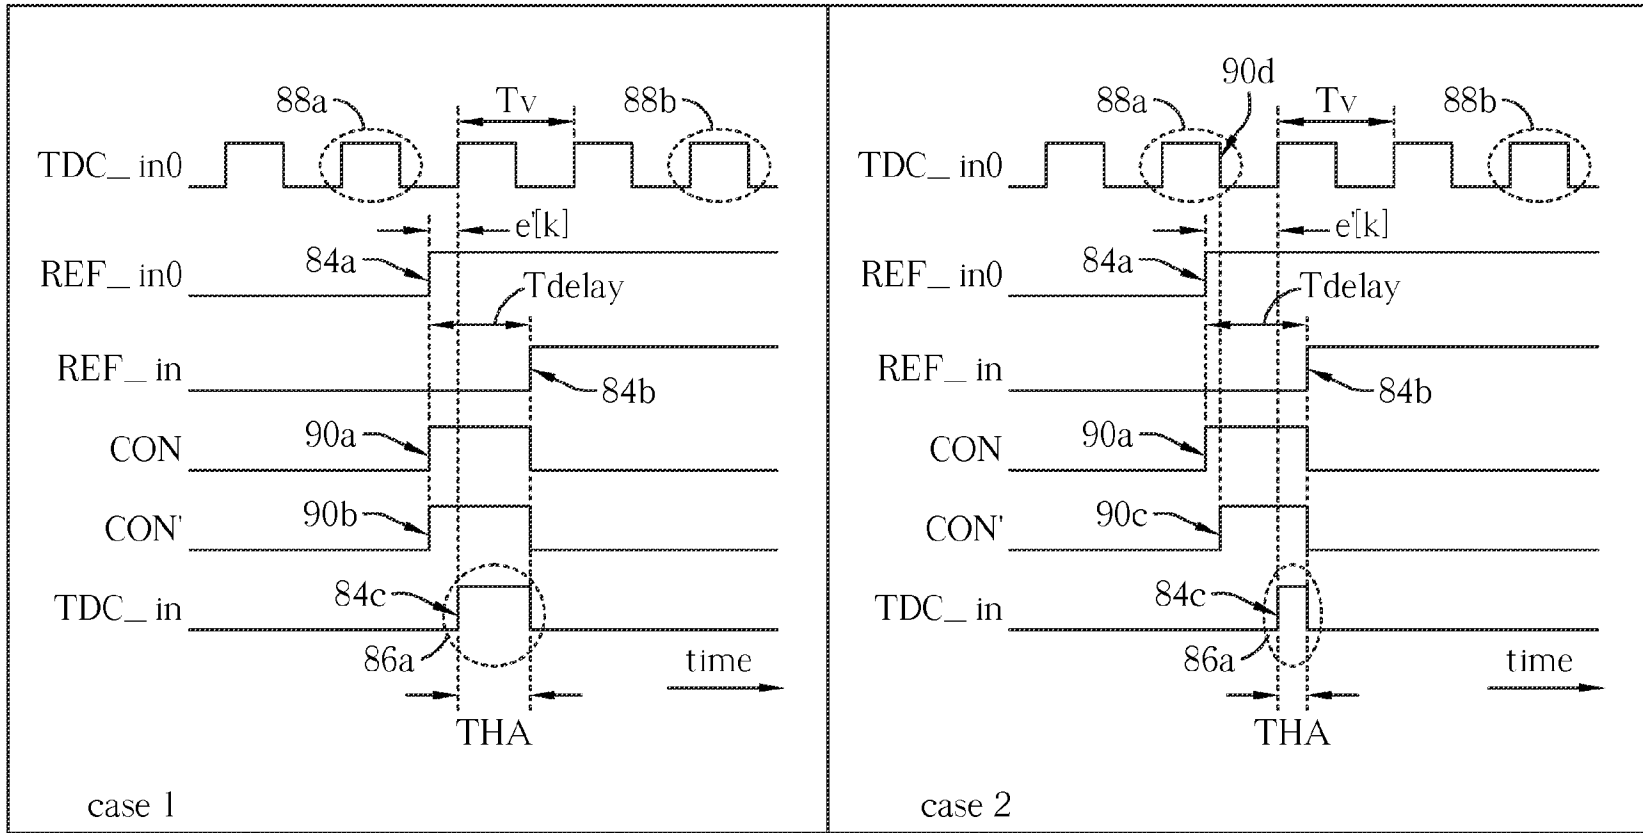 88a
Tv
88b
TDC_ in0
e'[k]
84a
REF_ in0
Tdelay
REF_ in
84b
90a
CON
90b
CON'
84c
TDC_ in
86a
time
THA
case 1
90d
88a
Tv
88b
TDC_ in0
e'[k]
84a
REF_ in0
Tdelay
REF_ in
84b
90a
CON
90c
CON'
84c
TDC_ in
86a
time
THA
case 2